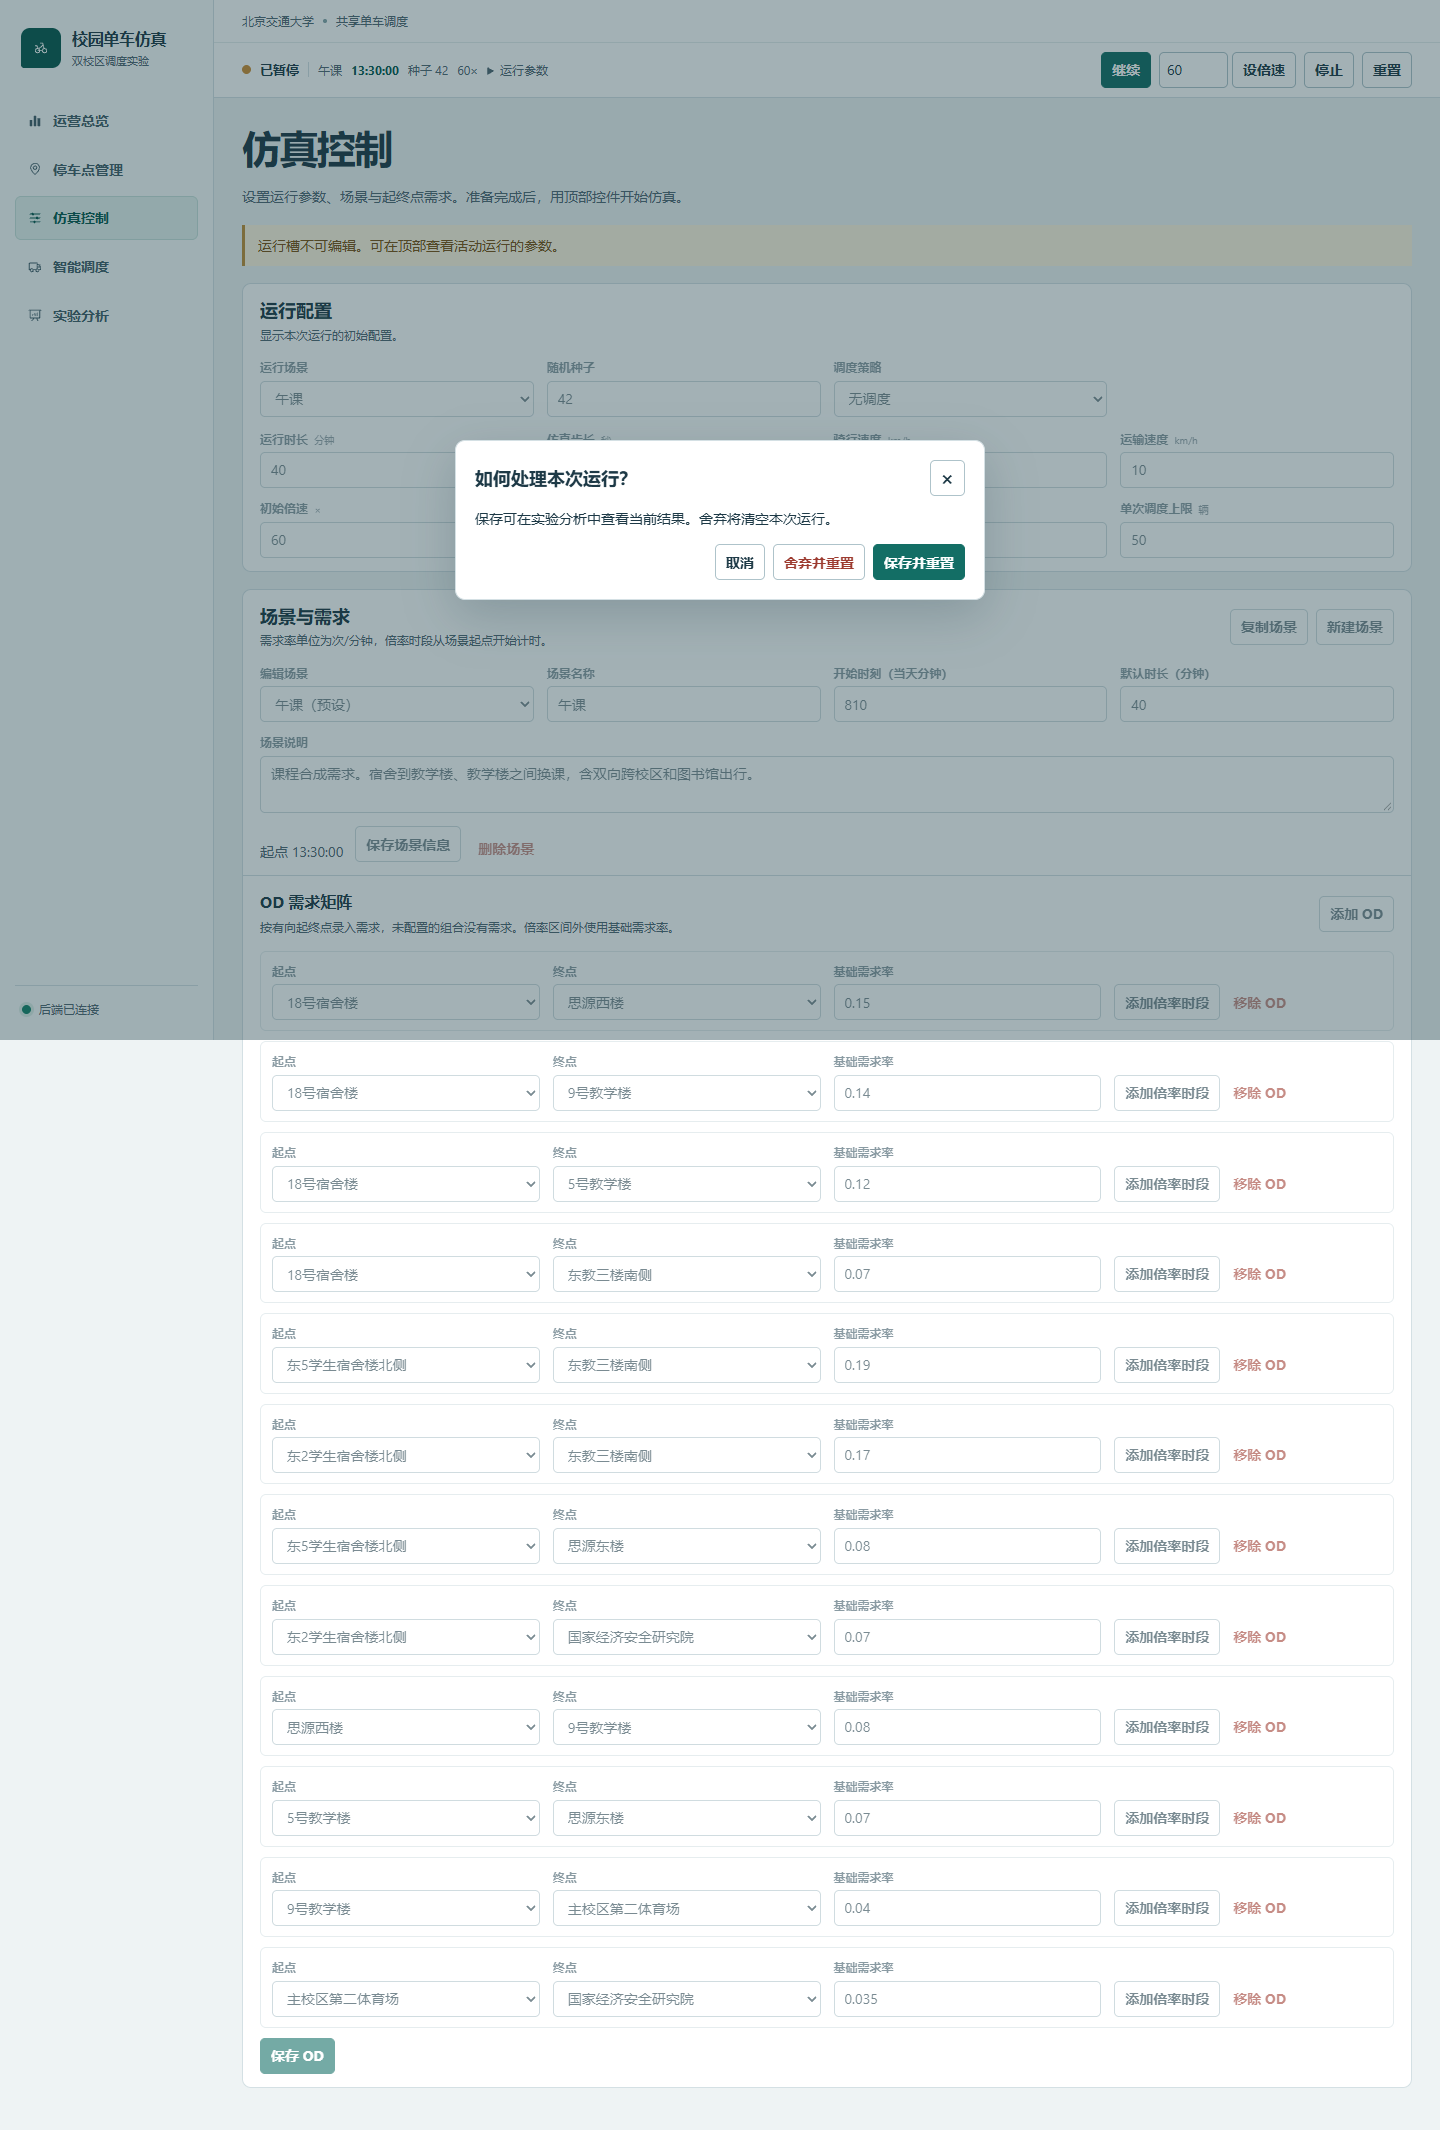 校园单车仿真
双校区调度实验
运营总览
停车点管理
仿真控制
智能调度
实验分析
后端已连接
北京交通大学 • 共享单车调度
已暂停 午课 13:30:00 种子 42 60× ▶ 运行参数
继续 60 设倍速 停止 重置
仿真控制
设置运行参数、场景与起终点需求。准备完成后，用顶部控件开始仿真。
运行槽不可编辑。可在顶部查看活动运行的参数。
运行配置
显示本次运行的初始配置。
运行场景 随机种子 调度策略
午课 42 无调度
运行时长 分钟 运输速度 km/h
40 10
初始倍速 × 单次调度上限 辆
60 50
如何处理本次运行？ ×
保存可在实验分析中查看当前结果。舍弃将清空本次运行。
取消 舍弃并重置 保存并重置
场景与需求
需求率单位为次/分钟，倍率时段从场景起点开始计时。
复制场景 新建场景
编辑场景 场景名称 开始时刻（当天分钟） 默认时长（分钟）
午课（预设） 午课 810 40
场景说明
课程合成需求。宿舍到教学楼、教学楼之间换课，含双向跨校区和图书馆出行。
起点 13:30:00 保存场景信息 删除场景
OD 需求矩阵
按有向起终点录入需求，未配置的组合没有需求。倍率区间外使用基础需求率。
添加 OD
起点 终点 基础需求率
18号宿舍楼 思源西楼 0.15 添加倍率时段 移除 OD
起点 终点 基础需求率
18号宿舍楼 9号教学楼 0.14 添加倍率时段 移除 OD
起点 终点 基础需求率
18号宿舍楼 5号教学楼 0.12 添加倍率时段 移除 OD
起点 终点 基础需求率
18号宿舍楼 东教三楼南侧 0.07 添加倍率时段 移除 OD
起点 终点 基础需求率
东5学生宿舍楼北侧 东教三楼南侧 0.19 添加倍率时段 移除 OD
起点 终点 基础需求率
东2学生宿舍楼北侧 东教三楼南侧 0.17 添加倍率时段 移除 OD
起点 终点 基础需求率
东5学生宿舍楼北侧 思源东楼 0.08 添加倍率时段 移除 OD
起点 终点 基础需求率
东2学生宿舍楼北侧 国家经济安全研究院 0.07 添加倍率时段 移除 OD
起点 终点 基础需求率
思源西楼 9号教学楼 0.08 添加倍率时段 移除 OD
起点 终点 基础需求率
5号教学楼 思源东楼 0.07 添加倍率时段 移除 OD
起点 终点 基础需求率
9号教学楼 主校区第二体育场 0.04 添加倍率时段 移除 OD
起点 终点 基础需求率
主校区第二体育场 国家经济安全研究院 0.035 添加倍率时段 移除 OD
保存 OD